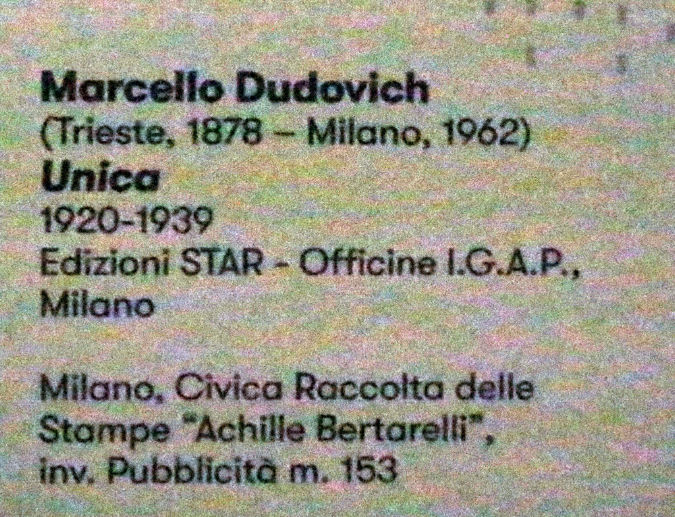 Marcello Dudovich
(Trieste, 1878 – Milano, 1962)
Unica
1920-1939
Edizioni STAR - Officine I.G.A.P.,
Milano
Milano, Civica Raccolta delle
Stampe "Achille Bertarelli",
inv. Pubblicità m. 153